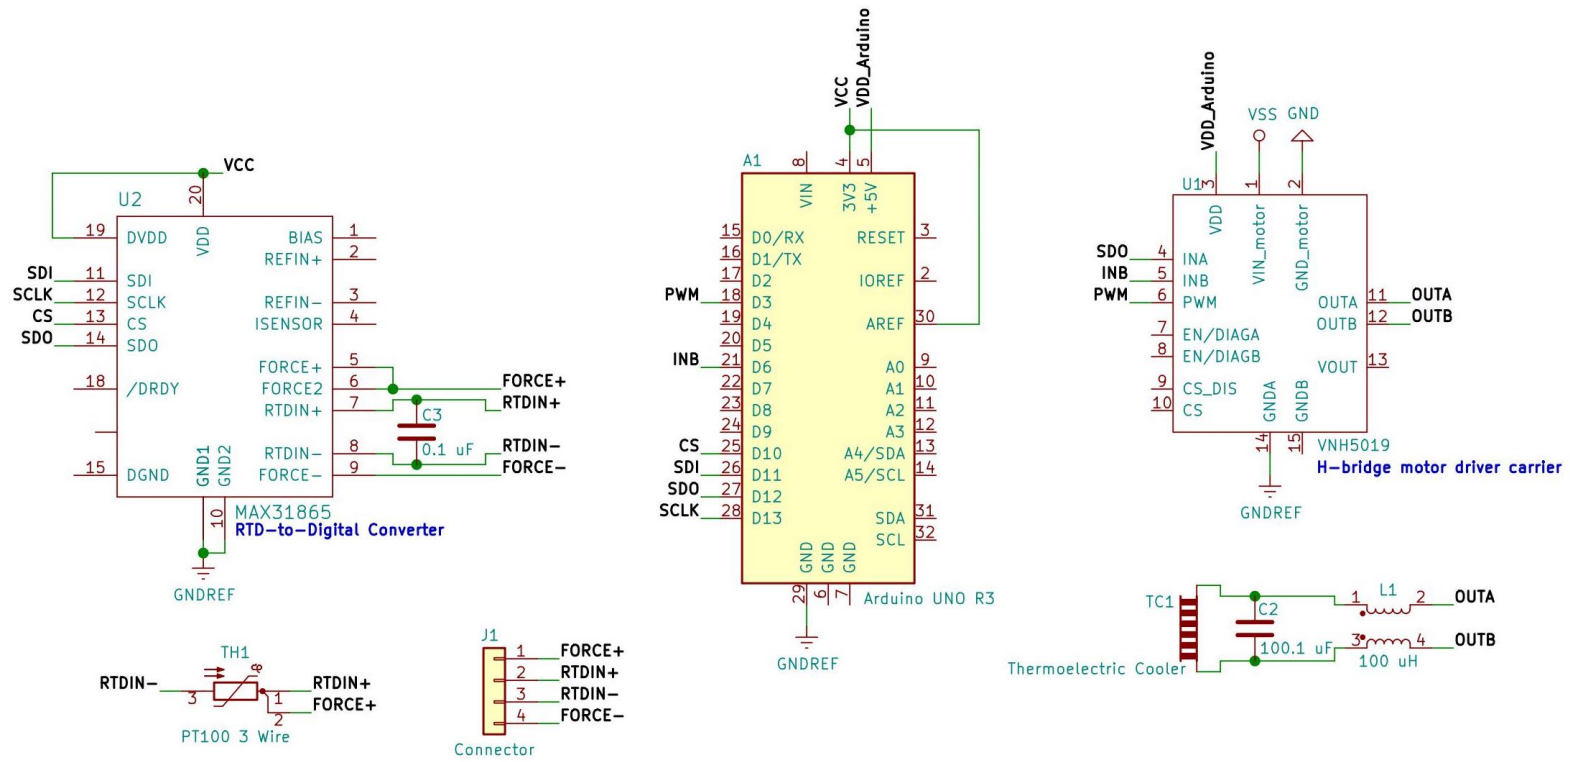 VCC
U2
20
VDD
19 DVDD
BIAS 1
REFIN+ 2
SDI 11 SDI
SCLK 12 SCLK
REFIN- 3
CS 13 CS
ISENSOR 4
SDO 14 SDO
FORCE+ 5
18 /DRDY
FORCE2 6 FORCE+
RTDIN+ 7 RTDIN+
C3
0.1 uF
RTDIN- 8 RTDIN-
15 DGND
FORCE- 9 FORCE-
GND1
GND2
10
MAX31865
RTD-to-Digital Converter
GNDREF
TH1
θ
RTDIN- 3
1 RTDIN+
2 FORCE+
PT100 3 Wire
J1
1 FORCE+
2 RTDIN+
3 RTDIN-
4 FORCE-
Connector
VCC
VDD_Arduino
A1
8
4
5
VIN
3V3
+5V
15 D0/RX
RESET 3
16 D1/TX
17 D2
IOREF 2
PWM 18 D3
19 D4
AREF 30
20 D5
INB 21 D6
A0 9
22 D7
A1 10
23 D8
A2 11
24 D9
A3 12
CS 25 D10
A4/SDA 13
SDI 26 D11
A5/SCL 14
SDO 27 D12
SCLK 28 D13
SDA 31
SCL 32
GND
GND
GND
29
6
7
Arduino UNO R3
GNDREF
VDD_Arduino
VSS
GND
U1
3
1
2
VDD
VIN_motor
GND_motor
SDO 4 INA
INB 5 INB
PWM 6 PWM
OUTA 11 OUTA
OUTB 12 OUTB
7 EN/DIAGA
8 EN/DIAGB
VOUT 13
9 CS_DIS
10 CS
GNDA
GNDB
14
15
VNH5019
H-bridge motor driver carrier
GNDREF
TC1
Thermoelectric Cooler
C2
100.1 uF
L1
1 2 OUTA
3 4 OUTB
100 uH